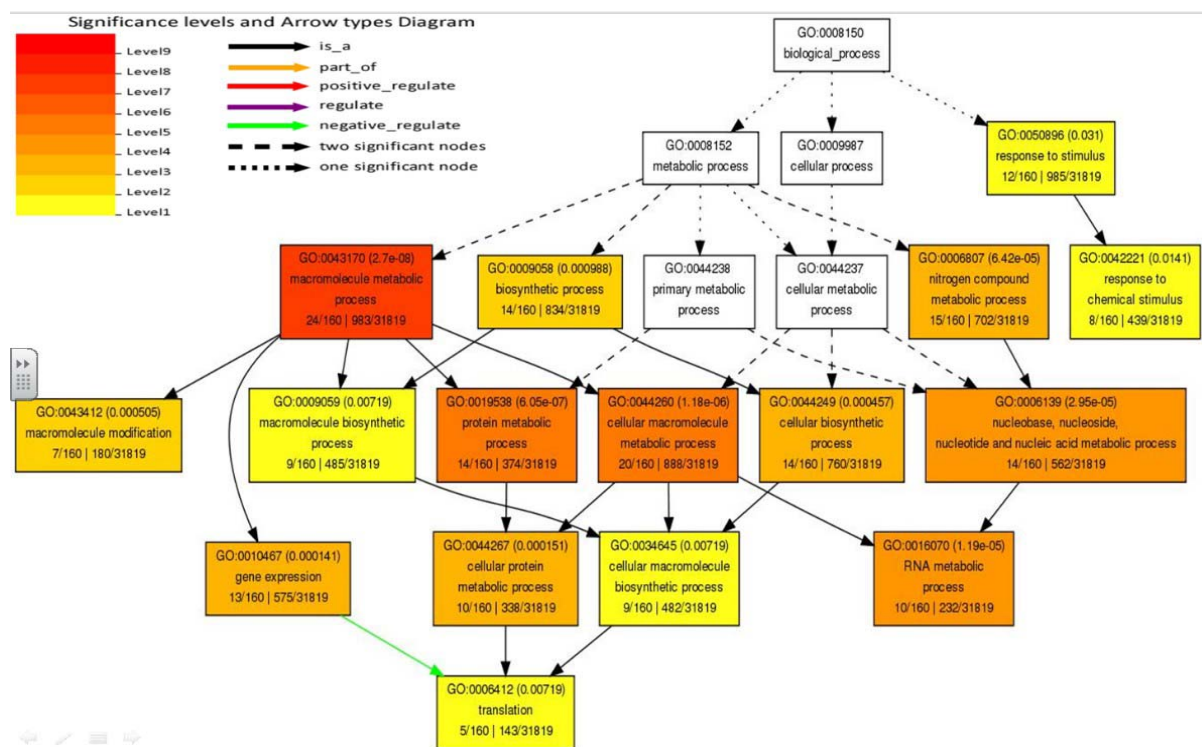 Significance levels and Arrow types Diagram
Level9
Level8
Level7
Level6
Level5
Level4
Level3
Level2
Level1
is_a
part_of
positive_regulate
regulate
negative_regulate
two significant nodes
one significant node
GO:0008150
biological_process
GO:0008152
metabolic process
GO:0009987
cellular process
GO:0050896 (0.031)
response to stimulus
12/160 | 985/31819
GO:0043170 (2.7e-08)
macromolecule metabolic
process
24/160 | 983/31819
GO:0009058 (0.000988)
biosynthetic process
14/160 | 834/31819
GO:0044238
primary metabolic
process
GO:0044237
cellular metabolic
process
GO:0006807 (6.42e-05)
nitrogen compound
metabolic process
15/160 | 702/31819
GO:0042221 (0.0141)
response to
chemical stimulus
8/160 | 439/31819
GO:0043412 (0.000505)
macromolecule modification
7/160 | 180/31819
GO:0009059 (0.00719)
macromolecule biosynthetic
process
9/160 | 485/31819
GO:0019538 (6.05e-07)
protein metabolic
process
14/160 | 374/31819
GO:0044260 (1.18e-06)
cellular macromolecule
metabolic process
20/160 | 888/31819
GO:0044249 (0.000457)
cellular biosynthetic
process
14/160 | 760/31819
GO:0006139 (2.95e-05)
nucleobase, nucleoside,
nucleotide and nucleic acid metabolic process
14/160 | 562/31819
GO:0010467 (0.000141)
gene expression
13/160 | 575/31819
GO:0044267 (0.000151)
cellular protein
metabolic process
10/160 | 338/31819
GO:0034645 (0.00719)
cellular macromolecule
biosynthetic process
9/160 | 482/31819
GO:0016070 (1.19e-05)
RNA metabolic
process
10/160 | 232/31819
GO:0006412 (0.00719)
translation
5/160 | 143/31819